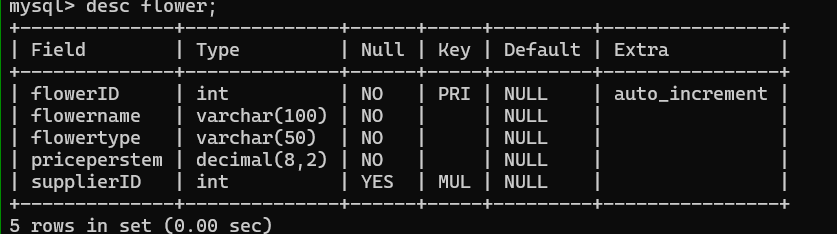 mysql> desc flower;
+-------------+--------------+------+-----+---------+----------------+
| Field       | Type         | Null | Key | Default | Extra          |
+-------------+--------------+------+-----+---------+----------------+
| flowerID    | int          | NO   | PRI | NULL    | auto_increment |
| flowername  | varchar(100) | NO   |     | NULL    |                |
| flowertype  | varchar(50)  | NO   |     | NULL    |                |
| priceperstem | decimal(8,2) | NO   |     | NULL    |                |
| supplierID  | int          | YES  | MUL | NULL    |                |
+-------------+--------------+------+-----+---------+----------------+
5 rows in set (0.00 sec)